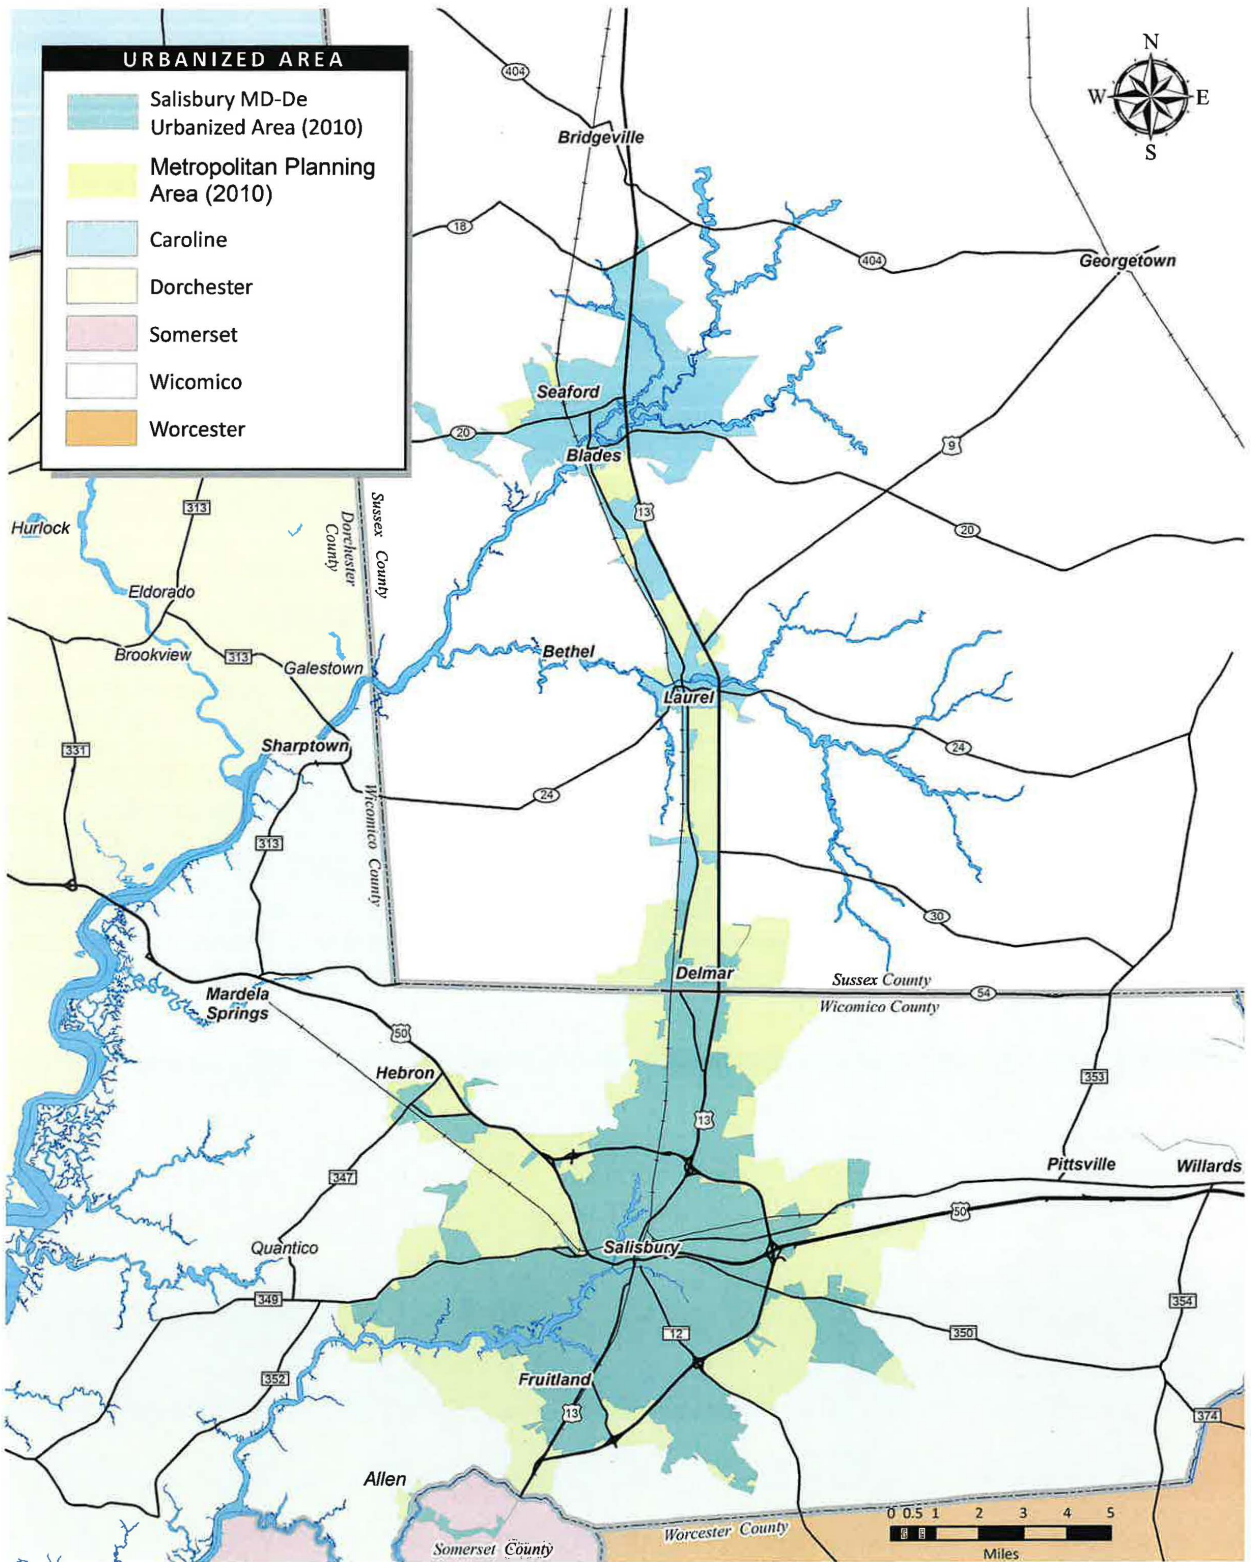 URBANIZED AREA
Salisbury MD-De
Urbanized Area (2010)
Metropolitan Planning
Area (2010)
Caroline
Dorchester
Somerset
Wicomico
Worcester
N
W
E
S
404
Bridgeville
18
404
Georgetown
Seaford
20
Blades
9
313
13
Hurlock
Dorchester
County
Sussex County
20
Eldorado
Brookview
313
Galestown
Bethel
Laurel
331
Sharptown
24
24
Wicomico County
313
30
Delmar
Sussex County
54
Wicomico County
Mardela
Springs
50
Hebron
353
13
347
Pittsville
Willards
50
Quantico
Salisbury
349
354
12
350
352
Fruitland
13
374
Allen
Worcester County
Somerset County
0 0.5 1 2 3 4 5
Miles